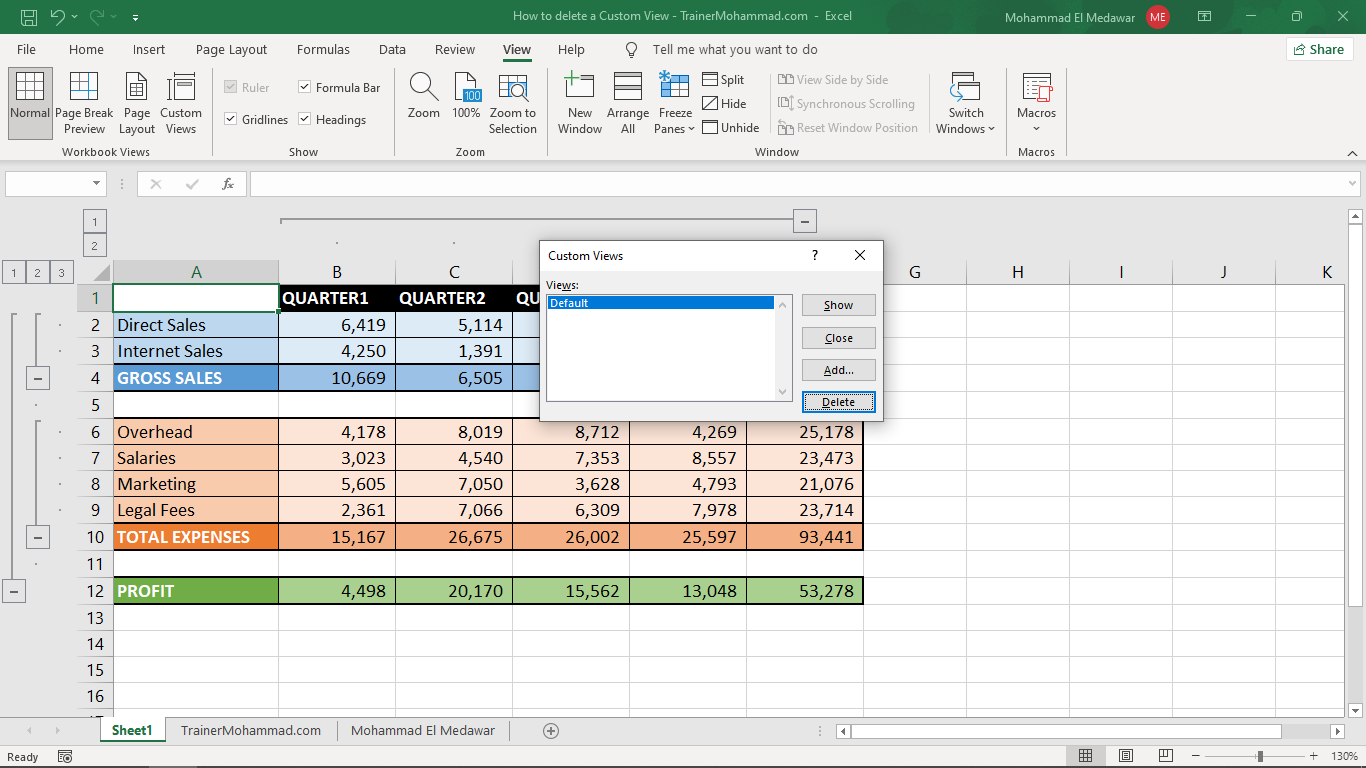 How to delete a Custom View - TrainerMohammad.com - Excel
Mohammad El Medawar
ME
File Home Insert Page Layout Formulas Data Review View Help Tell me what you want to do
Share
Normal
Page Break Preview
Page Layout
Custom Views
Workbook Views
Ruler
Formula Bar
Gridlines
Headings
Show
Zoom
100
100%
Zoom to Selection
Zoom
New Window
Arrange All
Freeze Panes
Split
Hide
Unhide
View Side by Side
Synchronous Scrolling
Reset Window Position
Switch Windows
Window
Macros
Macros
fx
1
2
1 2 3
A B C G H I J K
1 QUARTER1 QUARTER2 QU
2 Direct Sales 6,419 5,114
3 Internet Sales 4,250 1,391
4 GROSS SALES 10,669 6,505
5
6 Overhead 4,178 8,019 8,712 4,269 25,178
7 Salaries 3,023 4,540 7,353 8,557 23,473
8 Marketing 5,605 7,050 3,628 4,793 21,076
9 Legal Fees 2,361 7,066 6,309 7,978 23,714
10 TOTAL EXPENSES 15,167 26,675 26,002 25,597 93,441
11
12 PROFIT 4,498 20,170 15,562 13,048 53,278
13
14
15
16
Custom Views ?
Views:
Default
Show
Close
Add...
Delete
Sheet1 TrainerMohammad.com Mohammad El Medawar
Ready
130%